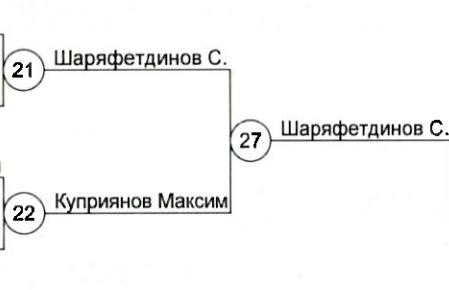 21 Шаряфетдинов С.
27 Шаряфетдинов С.
22 Куприянов Максим